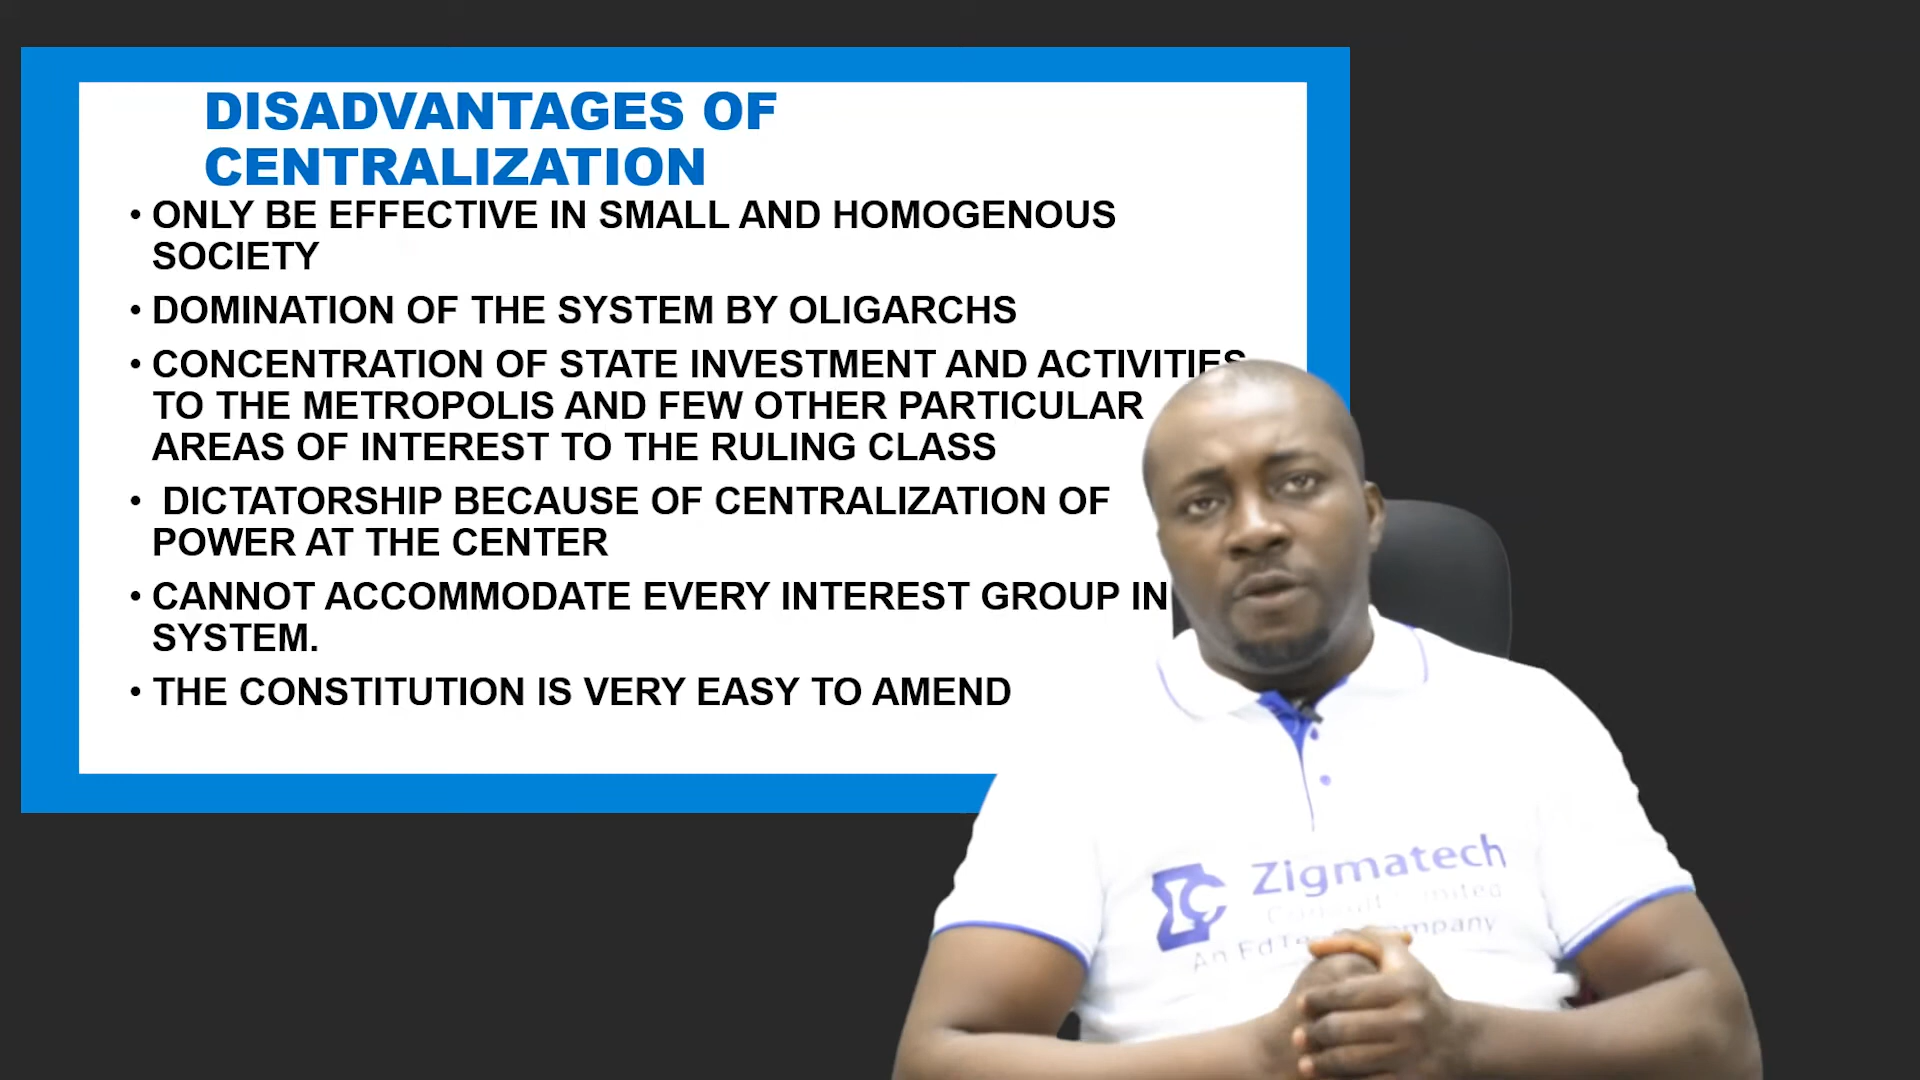 DISADVANTAGES OF
CENTRALIZATION
• ONLY BE EFFECTIVE IN SMALL AND HOMOGENOUS
SOCIETY
• DOMINATION OF THE SYSTEM BY OLIGARCHS
• CONCENTRATION OF STATE INVESTMENT AND ACTIVITIES
TO THE METROPOLIS AND FEW OTHER PARTICULAR
AREAS OF INTEREST TO THE RULING CLASS
• DICTATORSHIP BECAUSE OF CENTRALIZATION OF
POWER AT THE CENTER
• CANNOT ACCOMMODATE EVERY INTEREST GROUP IN
SYSTEM.
• THE CONSTITUTION IS VERY EASY TO AMEND
Zigmatech
An